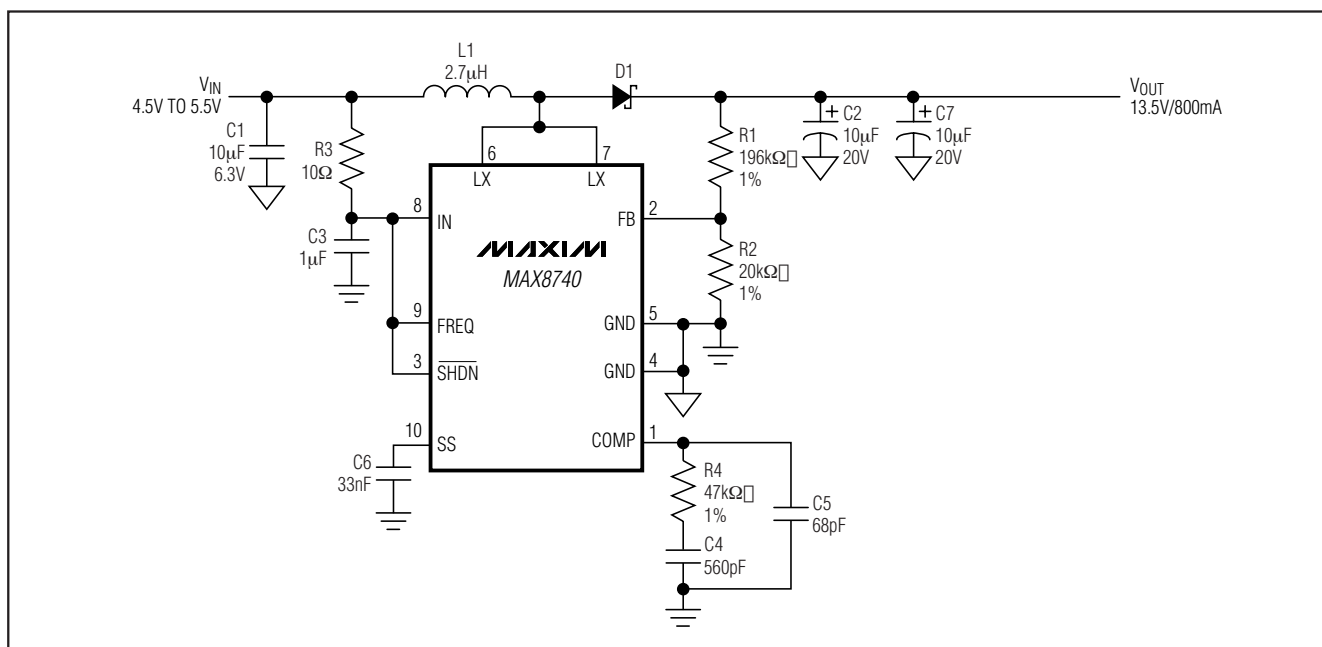 L1
2.7μH
D1
VIN
4.5V TO 5.5V
VOUT
13.5V/800mA
C1
10μF
6.3V
R3
10Ω
C2
10μF
20V
C7
10μF
20V
R1
196kΩ▯
1%
6
7
LX
LX
8
IN
FB
2
C3
1μF
MAXIM
MAX8740
R2
20kΩ▯
1%
9
FREQ
GND
5
3
SHDN
GND
4
10
SS
COMP
1
C6
33nF
R4
47kΩ▯
1%
C5
68pF
C4
560pF